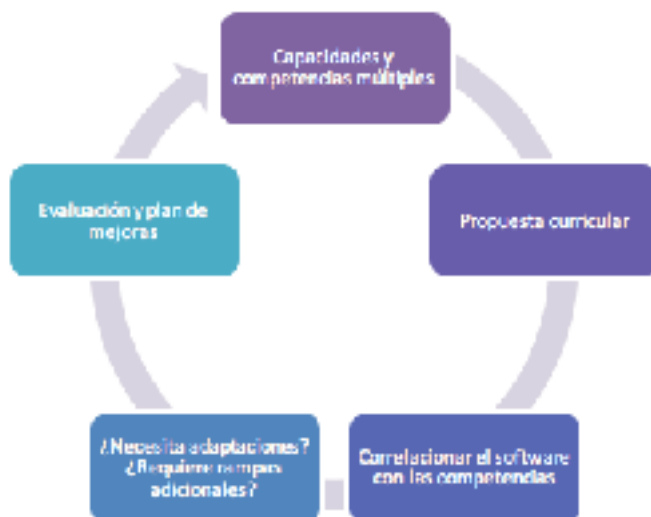 Capacidades y
competencias múltiples
Propuesta curricular
Correlacionar el software
con las competencias
¿Necesita adaptaciones?
¿Requiere rampas
adicionales?
Evaluación y plan de
mejoras